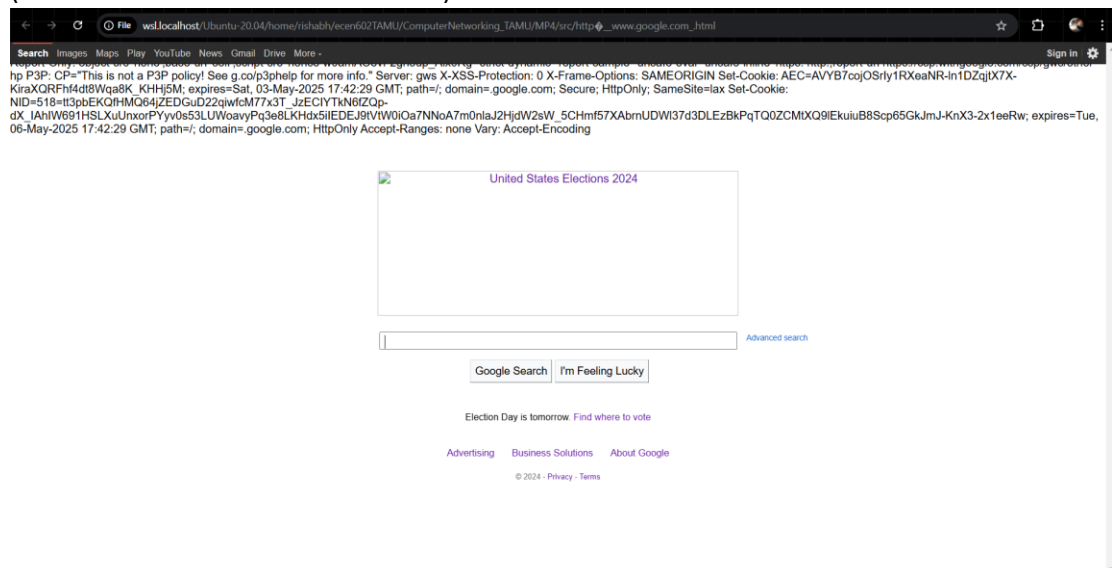 File wsl.localhost/Ubuntu-20.04/home/rishabh/ecen602TAMU/ComputerNetworking_TAMU/MP4/src/http�_www.google.com_.html
Search Images Maps Play YouTube News Gmail Drive More -
Sign in
hp P3P: CP="This is not a P3P policy! See g.co/p3phelp for more info." Server: gws X-XSS-Protection: 0 X-Frame-Options: SAMEORIGIN Set-Cookie: AEC=AVYB7cojOSrly1RXeaNR-ln1DZqjtX7X-
KiraXQRFhf4dt8Wqa8K_KHHj5M; expires=Sat, 03-May-2025 17:42:29 GMT; path=/; domain=.google.com; Secure; HttpOnly; SameSite=lax Set-Cookie:
NID=518=tt3pbEKQfHMQ64jZEDGuD22qiwfcM77x3T_JzECIYTkN6fZQp-
dX_IAhIW691HSLXuUnxorPYyv0s53LUWoavyPq3e8LKHdx5iIEDEJ9tVtW0iOa7NNoA7m0nlaJ2HjdW2sW_5CHmf57XAbrnUDWl37d3DLEzBkPqTQ0ZCMtXQ9lEkuiuB8Scp65GkJmJ-KnX3-2x1eeRw; expires=Tue,
06-May-2025 17:42:29 GMT; path=/; domain=.google.com; HttpOnly Accept-Ranges: none Vary: Accept-Encoding
United States Elections 2024
Advanced search
Google Search I'm Feeling Lucky
Election Day is tomorrow. Find where to vote
Advertising Business Solutions About Google
© 2024 - Privacy - Terms